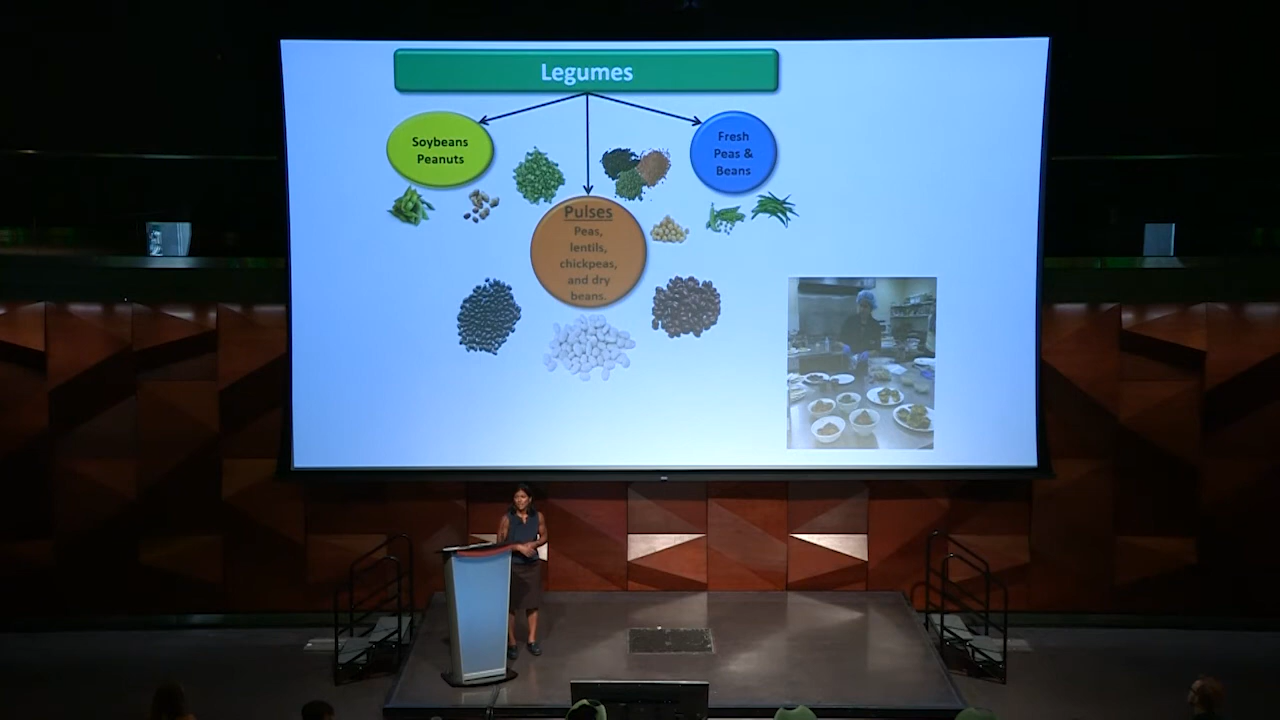 Legumes
Soybeans
Peanuts
Fresh
Peas &
Beans
Pulses
Peas,
lentils,
chickpeas,
and dry
beans.